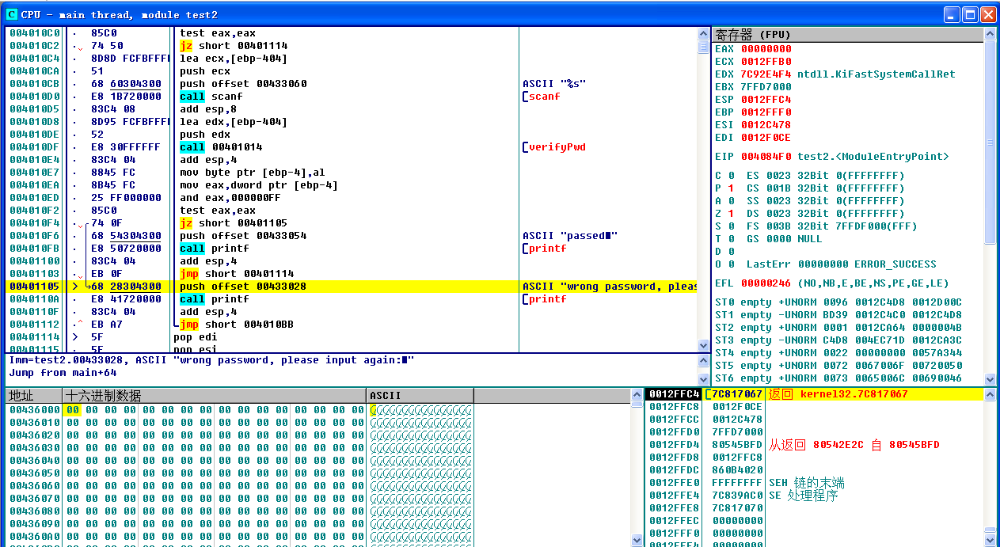 C CPU - main thread, module test2
004010C0 · 85C0 test eax,eax
004010C2 · 74 50 jz short 00401114
004010C4 · 8D8D FCFBFFFF lea ecx,[ebp-404]
004010CA · 51 push ecx
004010CB · 68 60304300 push offset 00433060 ASCII "%s"
004010D0 · E8 1B720000 call scanf [scanf
004010D5 · 83C4 08 add esp,8
004010D8 · 8D95 FCFBFFFF lea edx,[ebp-404]
004010DE · 52 push edx
004010DF · E8 30FFFFFF call 00401014 [verifyPwd
004010E4 · 83C4 04 add esp,4
004010E7 · 8845 FC mov byte ptr [ebp-4],al
004010EA · 8B45 FC mov eax,dword ptr [ebp-4]
004010ED · 25 FF000000 and eax,000000FF
004010F2 · 85C0 test eax,eax
004010F4 · 74 0F jz short 00401105
004010F6 · 68 54304300 push offset 00433054 ASCII "passed■"
004010FB · E8 50720000 call printf [printf
00401100 · 83C4 04 add esp,4
00401103 · EB 0F jmp short 00401114
00401105 > 68 28304300 push offset 00433028 ASCII "wrong password, pleas
0040110A · E8 41720000 call printf [printf
0040110F · 83C4 04 add esp,4
00401112 ·^ EB A7 jmp short 004010BB
00401114 > 5F pop edi
00401115 · 5E pop esi
Imm=test2.00433028, ASCII "wrong password, please input again:■"
Jump from main+64
寄存器 (FPU)
EAX 00000000
ECX 0012FFB0
EDX 7C92E4F4 ntdll.KiFastSystemCallRet
EBX 7FFD7000
ESP 0012FFC4
EBP 0012FFF0
ESI 0012C478
EDI 0012F0CE
EIP 004084F0 test2.<ModuleEntryPoint>
C 0 ES 0023 32Bit 0(FFFFFFFF)
P 1 CS 001B 32Bit 0(FFFFFFFF)
A 0 SS 0023 32Bit 0(FFFFFFFF)
Z 1 DS 0023 32Bit 0(FFFFFFFF)
S 0 FS 003B 32Bit 7FFDF000(FFF)
T 0 GS 0000 NULL
D 0
O 0 LastErr 00000000 ERROR_SUCCESS
EFL 00000246 (NO,NB,E,BE,NS,PE,GE,LE)
ST0 empty +UNORM 0096 0012C4D8 0012D00C
ST1 empty -UNORM BD39 0012C4C0 0012C4D8
ST2 empty +UNORM 0001 0012CA64 0000004B
ST3 empty -UNORM C4D8 004EC71D 0012CA3C
ST4 empty +UNORM 0022 00000000 0057A344
ST5 empty +UNORM 0072 0067006F 00720050
ST6 empty +UNORM 0073 0065006C 00690046
地址 十六进制数据 ASCII
00436000 00 00 00 00 00 00 00 00 00 00 00 00 00 00 00 00
00436010 00 00 00 00 00 00 00 00 00 00 00 00 00 00 00 00
00436020 00 00 00 00 00 00 00 00 00 00 00 00 00 00 00 00
00436030 00 00 00 00 00 00 00 00 00 00 00 00 00 00 00 00
00436040 00 00 00 00 00 00 00 00 00 00 00 00 00 00 00 00
00436050 00 00 00 00 00 00 00 00 00 00 00 00 00 00 00 00
00436060 00 00 00 00 00 00 00 00 00 00 00 00 00 00 00 00
00436070 00 00 00 00 00 00 00 00 00 00 00 00 00 00 00 00
00436080 00 00 00 00 00 00 00 00 00 00 00 00 00 00 00 00
00436090 00 00 00 00 00 00 00 00 00 00 00 00 00 00 00 00
004360A0 00 00 00 00 00 00 00 00 00 00 00 00 00 00 00 00
0012FFC4 [7C817067 返回 kernel32.7C817067
0012FFC8 0012F0CE
0012FFCC 0012C478
0012FFD0 7FFD7000
0012FFD4 80545BFD 从返回 80542E2C 自 80545BFD
0012FFD8 0012FFC8
0012FFDC 860B4020
0012FFE0 FFFFFFFF SEH 链的末端
0012FFE4 7C839AC0 SE 处理程序
0012FFE8 7C817070
0012FFEC 00000000
0012FFF0 00000000
0012FFF4 00000000